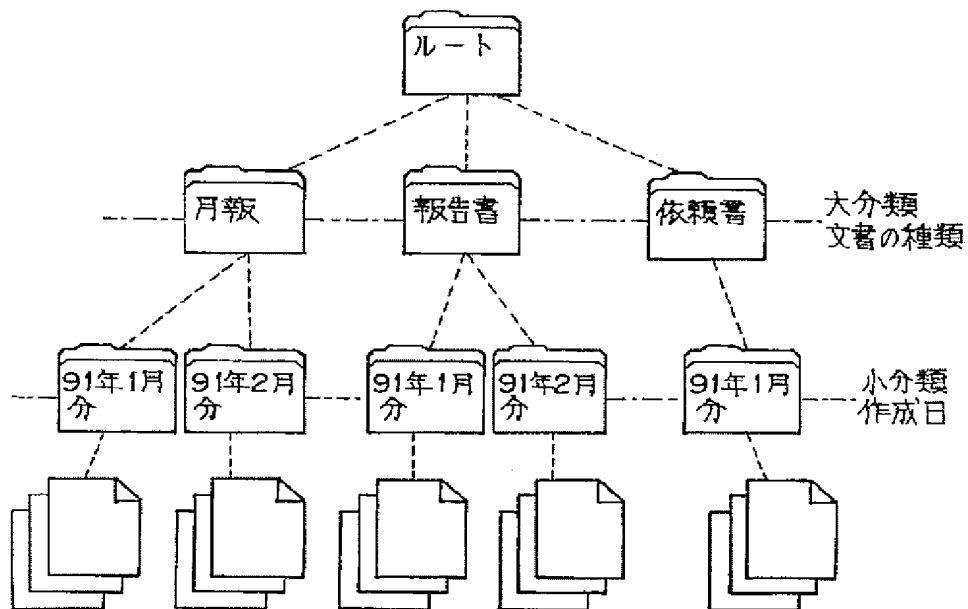 ルート
月報
報告書
依頼書
大分類
文書の種類
91年1月
分
91年2月
分
91年1月
分
91年2月
分
91年1月
分
小分類
作成日